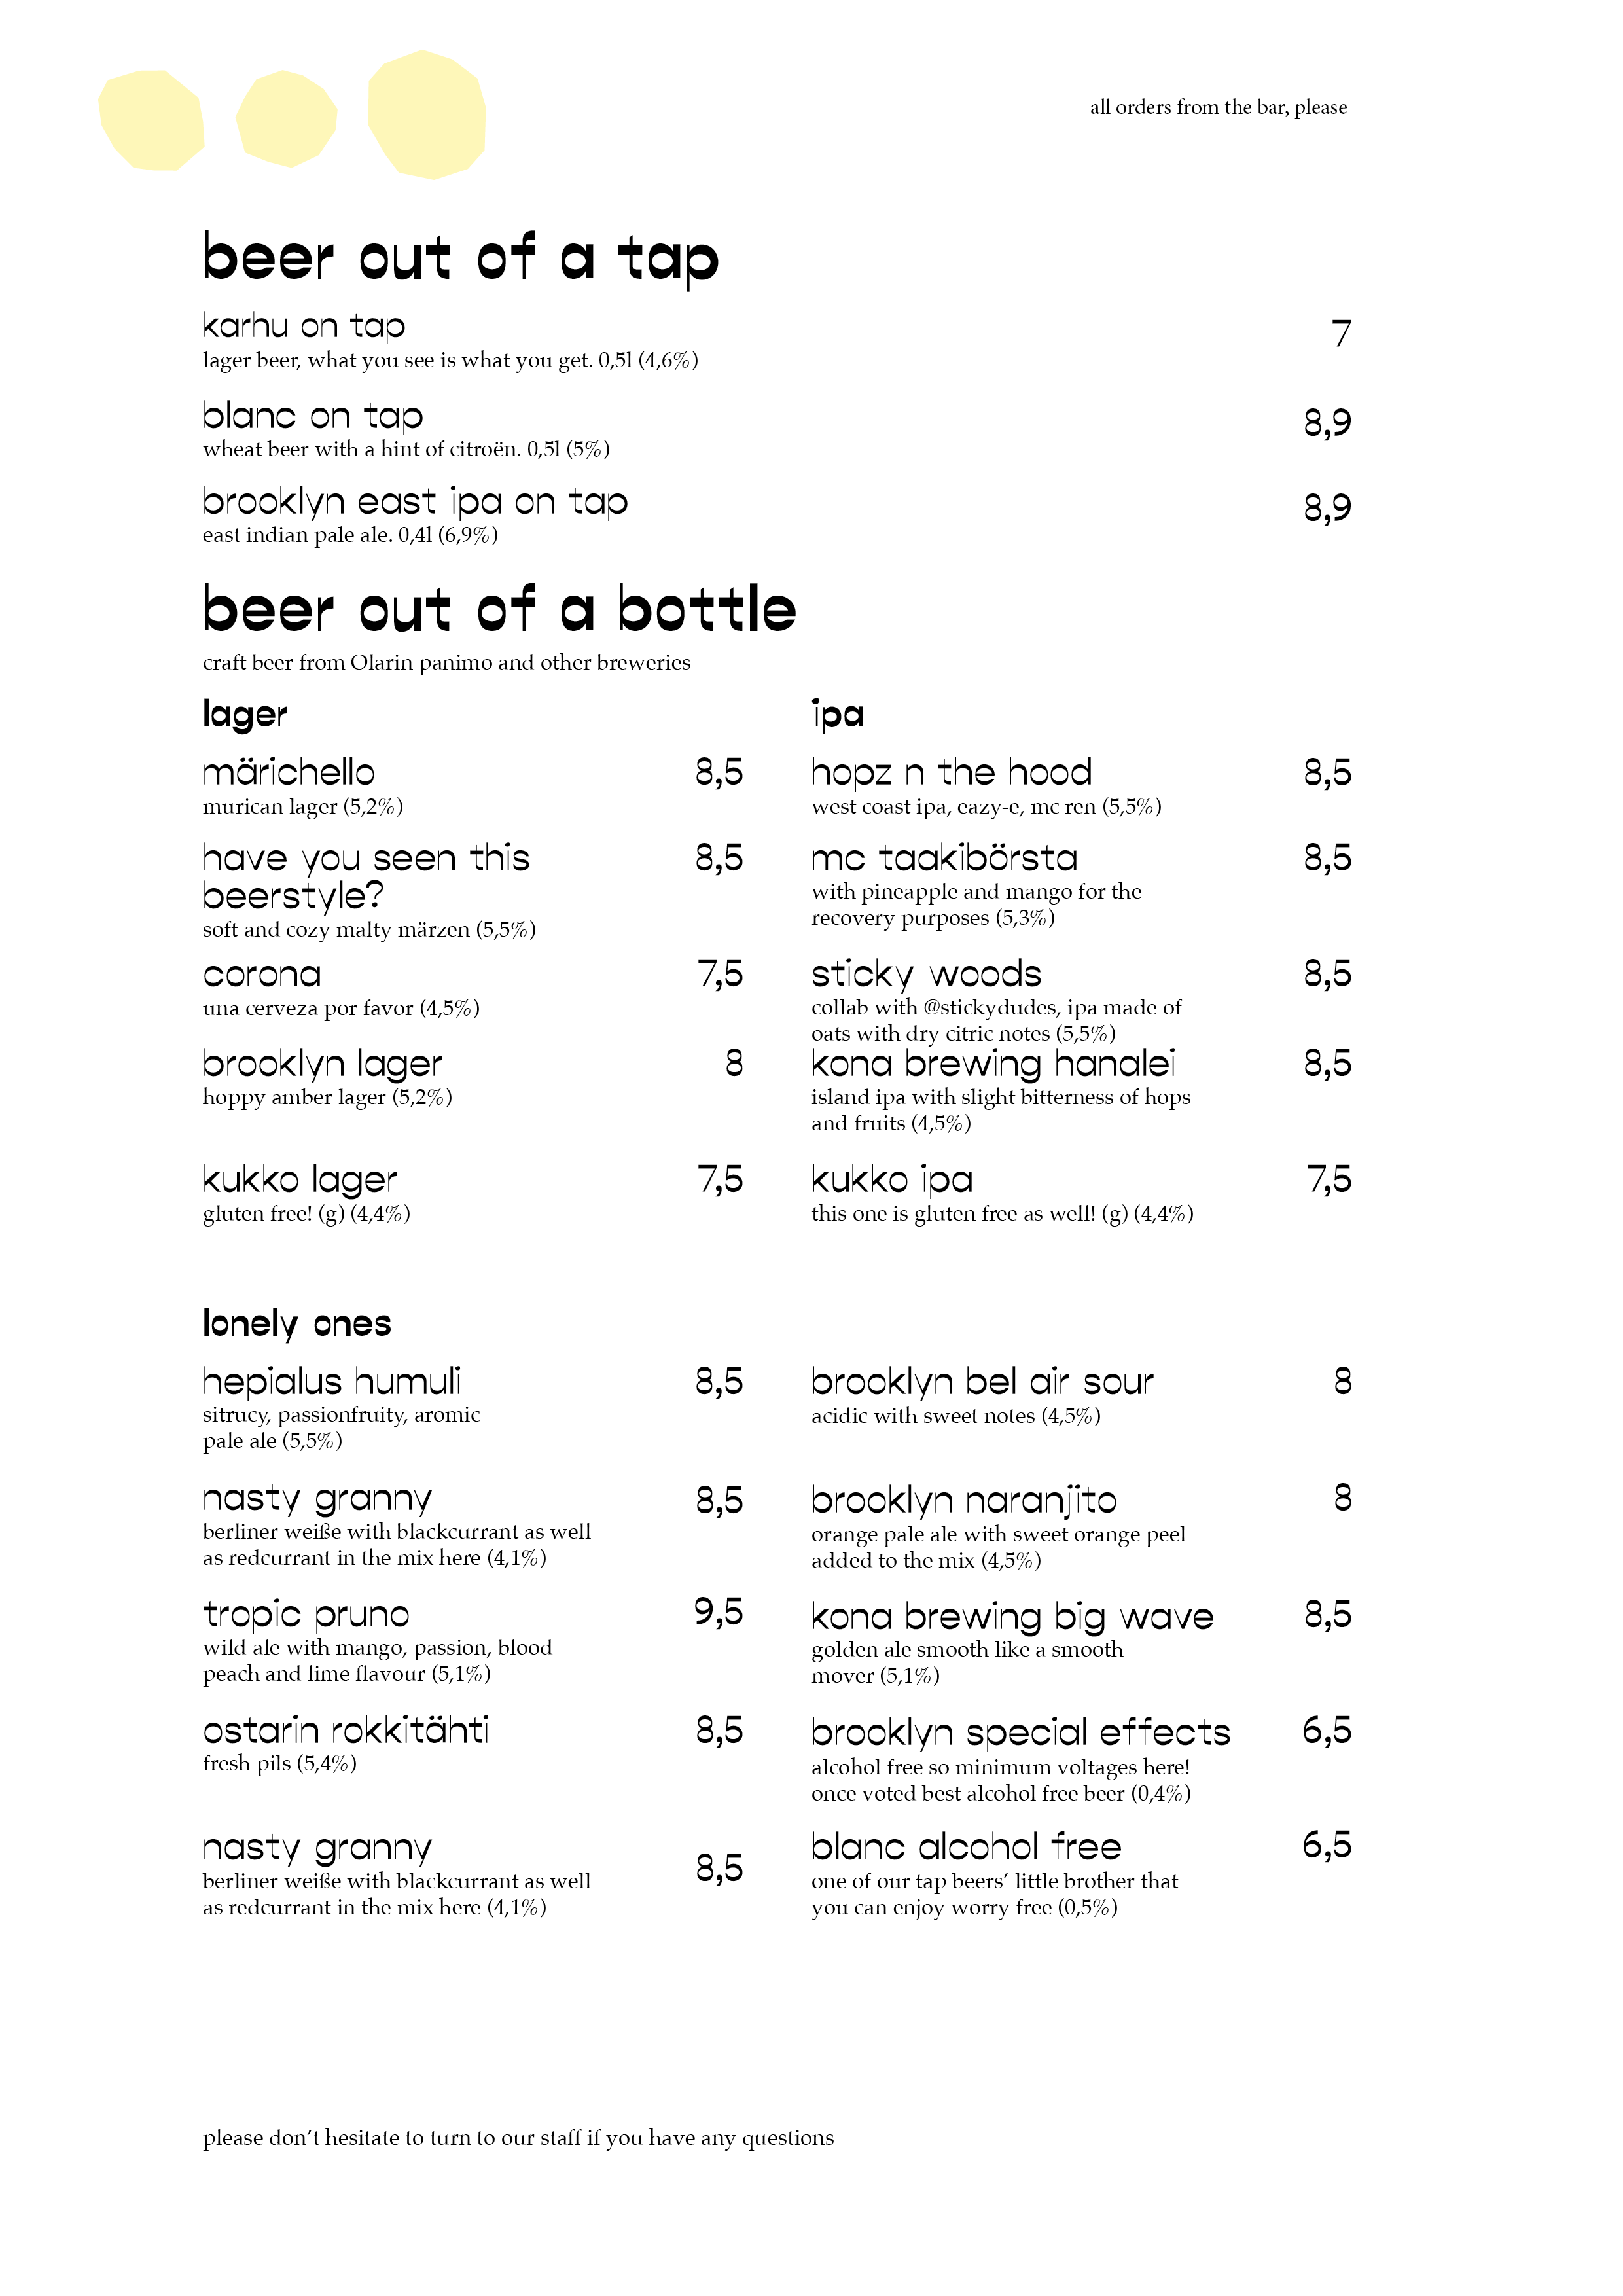 all orders from the bar, please
beer out of a tap
karhu on tap 7
lager beer, what you see is what you get. 0,5l (4,6%)
blanc on tap 8,9
wheat beer with a hint of citroën. 0,5l (5%)
brooklyn east ipa on tap 8,9
east indian pale ale. 0,4l (6,9%)
beer out of a bottle
craft beer from Olarin panimo and other breweries
lager
märichello 8,5
murican lager (5,2%)
have you seen this 8,5
beerstyle?
soft and cozy malty märzen (5,5%)
corona 7,5
una cerveza por favor (4,5%)
brooklyn lager 8
hoppy amber lager (5,2%)
kukko lager 7,5
gluten free! (g) (4,4%)
ipa
hopz n the hood 8,5
west coast ipa, eazy-e, mc ren (5,5%)
mc taakibörsta 8,5
with pineapple and mango for the
recovery purposes (5,3%)
sticky woods 8,5
collab with @stickydudes, ipa made of
oats with dry citric notes (5,5%)
kona brewing hanalei 8,5
island ipa with slight bitterness of hops
and fruits (4,5%)
kukko ipa 7,5
this one is gluten free as well! (g) (4,4%)
lonely ones
hepialus humuli 8,5
sitrucy, passionfruity, aromic
pale ale (5,5%)
nasty granny 8,5
berliner weiße with blackcurrant as well
as redcurrant in the mix here (4,1%)
tropic pruno 9,5
wild ale with mango, passion, blood
peach and lime flavour (5,1%)
ostarin rokkitähti 8,5
fresh pils (5,4%)
nasty granny 8,5
berliner weiße with blackcurrant as well
as redcurrant in the mix here (4,1%)
brooklyn bel air sour 8
acidic with sweet notes (4,5%)
brooklyn naranjito 8
orange pale ale with sweet orange peel
added to the mix (4,5%)
kona brewing big wave 8,5
golden ale smooth like a smooth
mover (5,1%)
brooklyn special effects 6,5
alcohol free so minimum voltages here!
once voted best alcohol free beer (0,4%)
blanc alcohol free 6,5
one of our tap beers’ little brother that
you can enjoy worry free (0,5%)
please don’t hesitate to turn to our staff if you have any questions